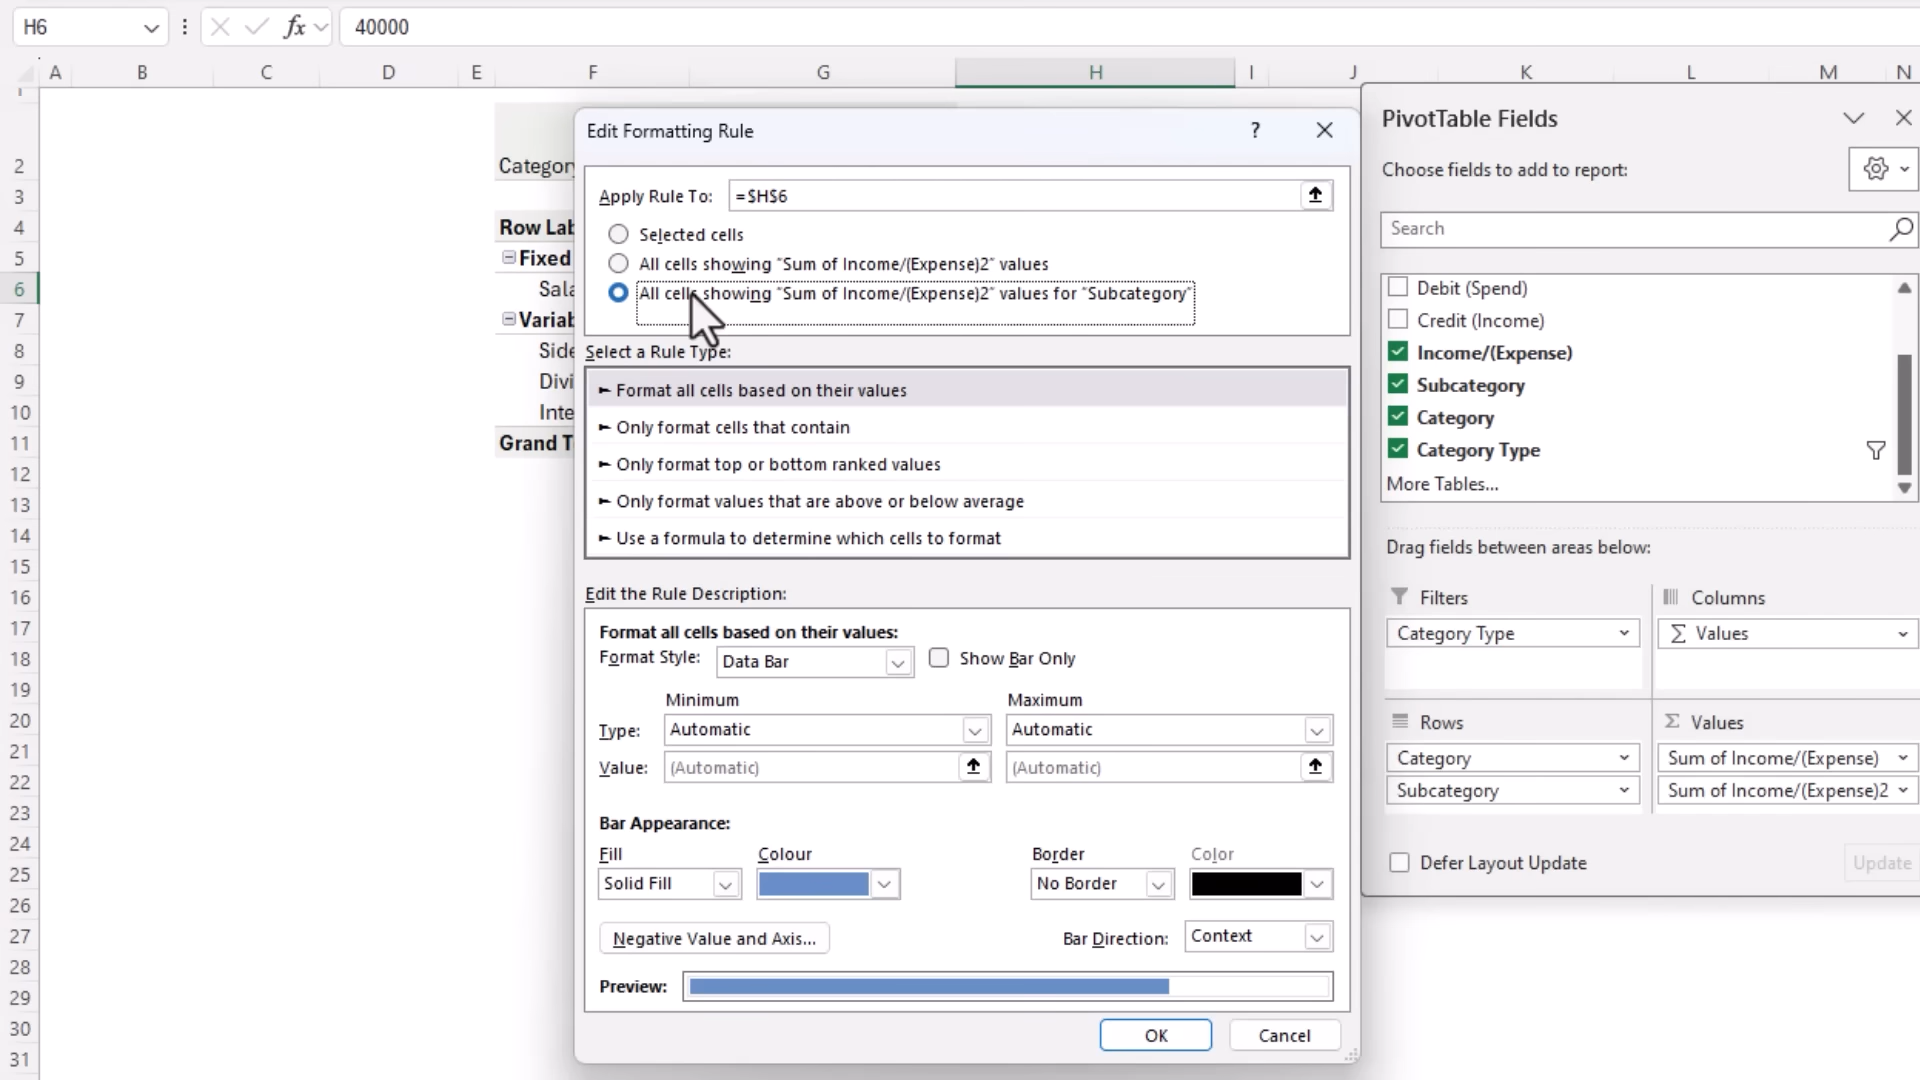 H6
fx
40000
A B C D E F G H I J K L M N
Edit Formatting Rule ?
Apply Rule To: =$H$6
Selected cells
All cells showing "Sum of Income/(Expense)2" values
All cells showing "Sum of Income/(Expense)2" values for "Subcategory"
Select a Rule Type:
► Format all cells based on their values
► Only format cells that contain
► Only format top or bottom ranked values
► Only format values that are above or below average
► Use a formula to determine which cells to format
Edit the Rule Description:
Format all cells based on their values:
Format Style: Data Bar Show Bar Only
Minimum Maximum
Type: Automatic Automatic
Value: (Automatic) (Automatic)
Bar Appearance:
Fill Colour Border Color
Solid Fill No Border
Negative Value and Axis... Bar Direction: Context
Preview:
OK Cancel
2 Category
3
4 Row Lab
5 Fixed
6 Sala
7 Variab
8 Side
9 Divi
10 Inte
11 Grand T
12
13
14
15
16
17
18
19
20
21
22
23
24
25
26
27
28
29
30
31
PivotTable Fields
Choose fields to add to report:
Search
Debit (Spend)
Credit (Income)
Income/(Expense)
Subcategory
Category
Category Type
More Tables...
Drag fields between areas below:
Filters Columns
Category Type Σ Values
Rows Σ Values
Category Sum of Income/(Expense)
Subcategory Sum of Income/(Expense)2
Defer Layout Update Update